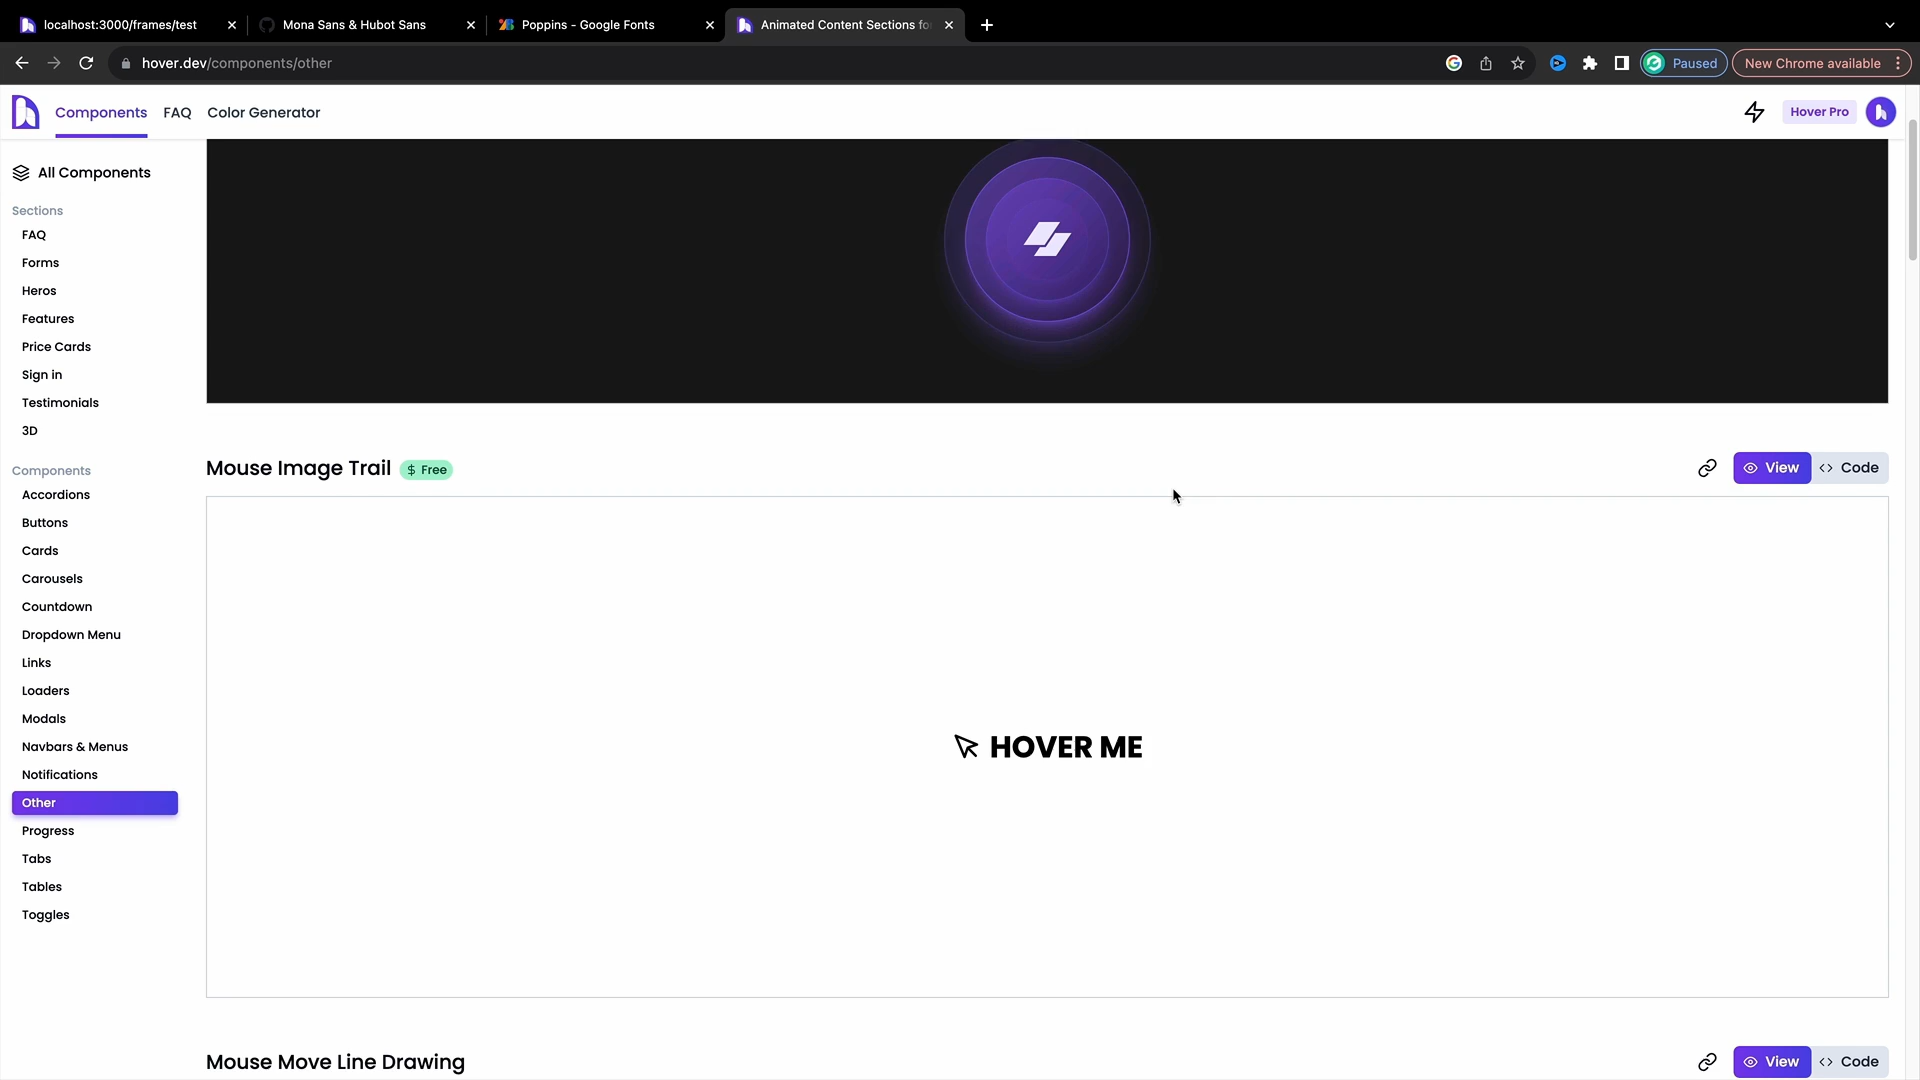 localhost:3000/frames/test
Mona Sans & Hubot Sans
Poppins - Google Fonts
Animated Content Sections fo
hover.dev/components/other
Paused
New Chrome available
Components
FAQ
Color Generator
Hover Pro
All Components
Sections
FAQ
Forms
Heros
Features
Price Cards
Sign in
Testimonials
3D
Components
Accordions
Buttons
Cards
Carousels
Countdown
Dropdown Menu
Links
Loaders
Modals
Navbars & Menus
Notifications
Other
Progress
Tabs
Tables
Toggles
Mouse Image Trail
$ Free
View
<> Code
HOVER ME
Mouse Move Line Drawing
View
<> Code